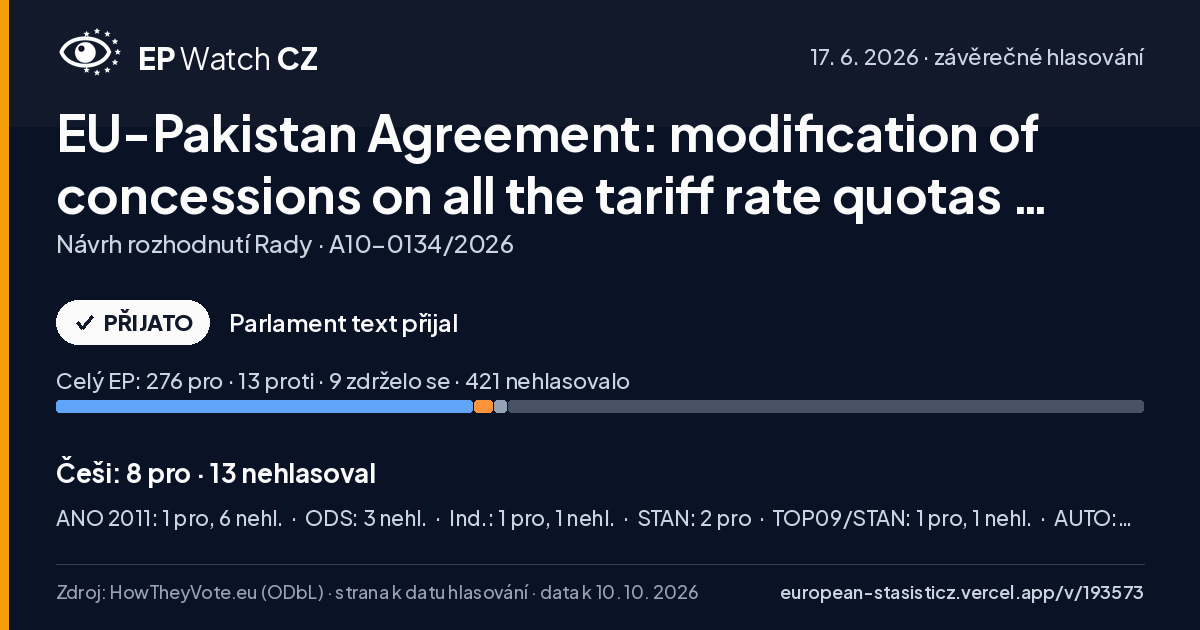 EP Watch CZ
17. 6. 2026 · závěrečné hlasování
EU-Pakistan Agreement: modification of
concessions on all the tariff rate quotas …
Návrh rozhodnutí Rady · A10-0134/2026
✓ PŘIJATO
Parlament text přijal
Celý EP: 276 pro · 13 proti · 9 zdrželo se · 421 nehlasovalo
Češi: 8 pro · 13 nehlasoval
ANO 2011: 1 pro, 6 nehl. · ODS: 3 nehl. · Ind.: 1 pro, 1 nehl. · STAN: 2 pro · TOP09/STAN: 1 pro, 1 nehl. · AUTO:…
Zdroj: HowTheyVote.eu (ODbL) · strana k datu hlasování · data k 10. 10. 2026
european-stasisticz.vercel.app/v/193573